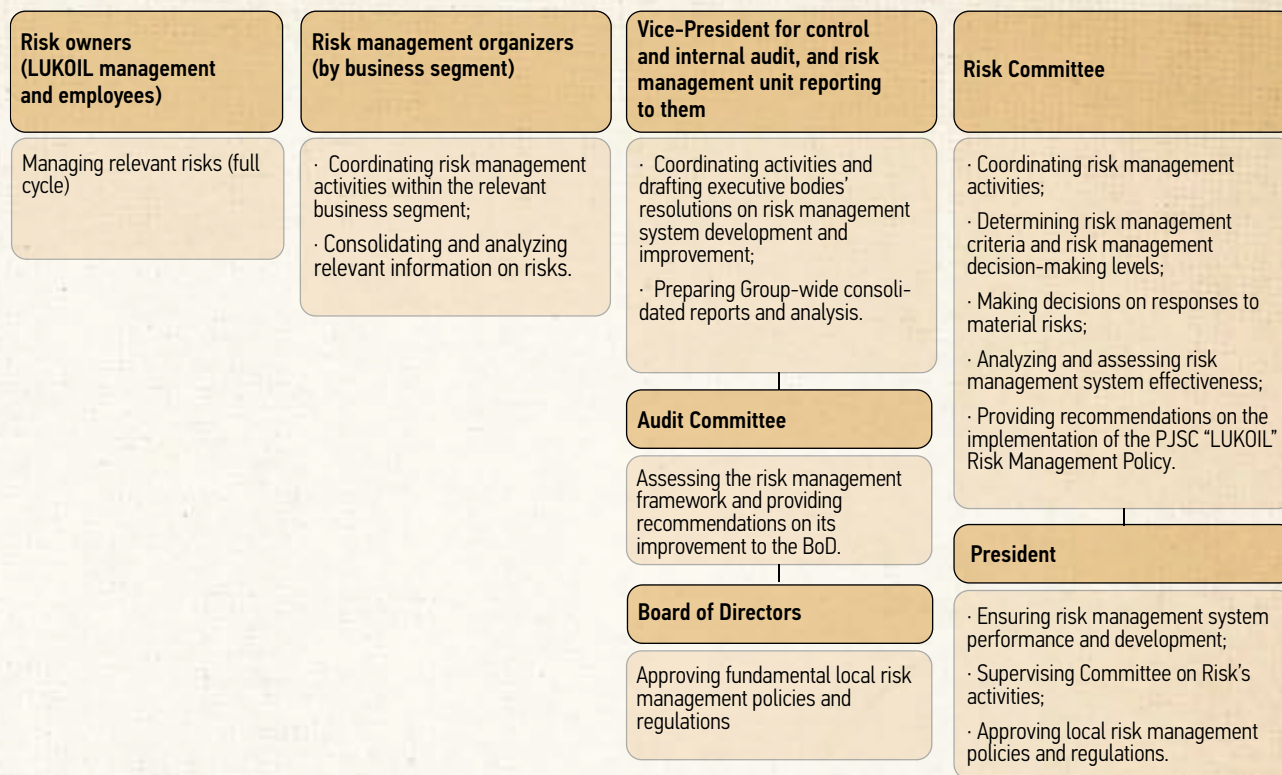 Risk owners
(LUKOIL management
and employees)
Managing relevant risks (full
cycle)
Risk management organizers
(by business segment)
· Coordinating risk management
activities within the relevant
business segment;
· Consolidating and analyzing
relevant information on risks.
Vice-President for control
and internal audit, and risk
management unit reporting
to them
· Coordinating activities and
drafting executive bodies’
resolutions on risk management
system development and
improvement;
· Preparing Group-wide consoli-
dated reports and analysis.
Audit Committee
Assessing the risk management
framework and providing
recommendations on its
improvement to the BoD.
Board of Directors
Approving fundamental local risk
management policies and
regulations
Risk Committee
· Coordinating risk management
activities;
· Determining risk management
criteria and risk management
decision-making levels;
· Making decisions on responses to
material risks;
· Analyzing and assessing risk
management system effectiveness;
· Providing recommendations on the
implementation of the PJSC “LUKOIL”
Risk Management Policy.
President
· Ensuring risk management system
performance and development;
· Supervising Committee on Risk’s
activities;
· Approving local risk management
policies and regulations.